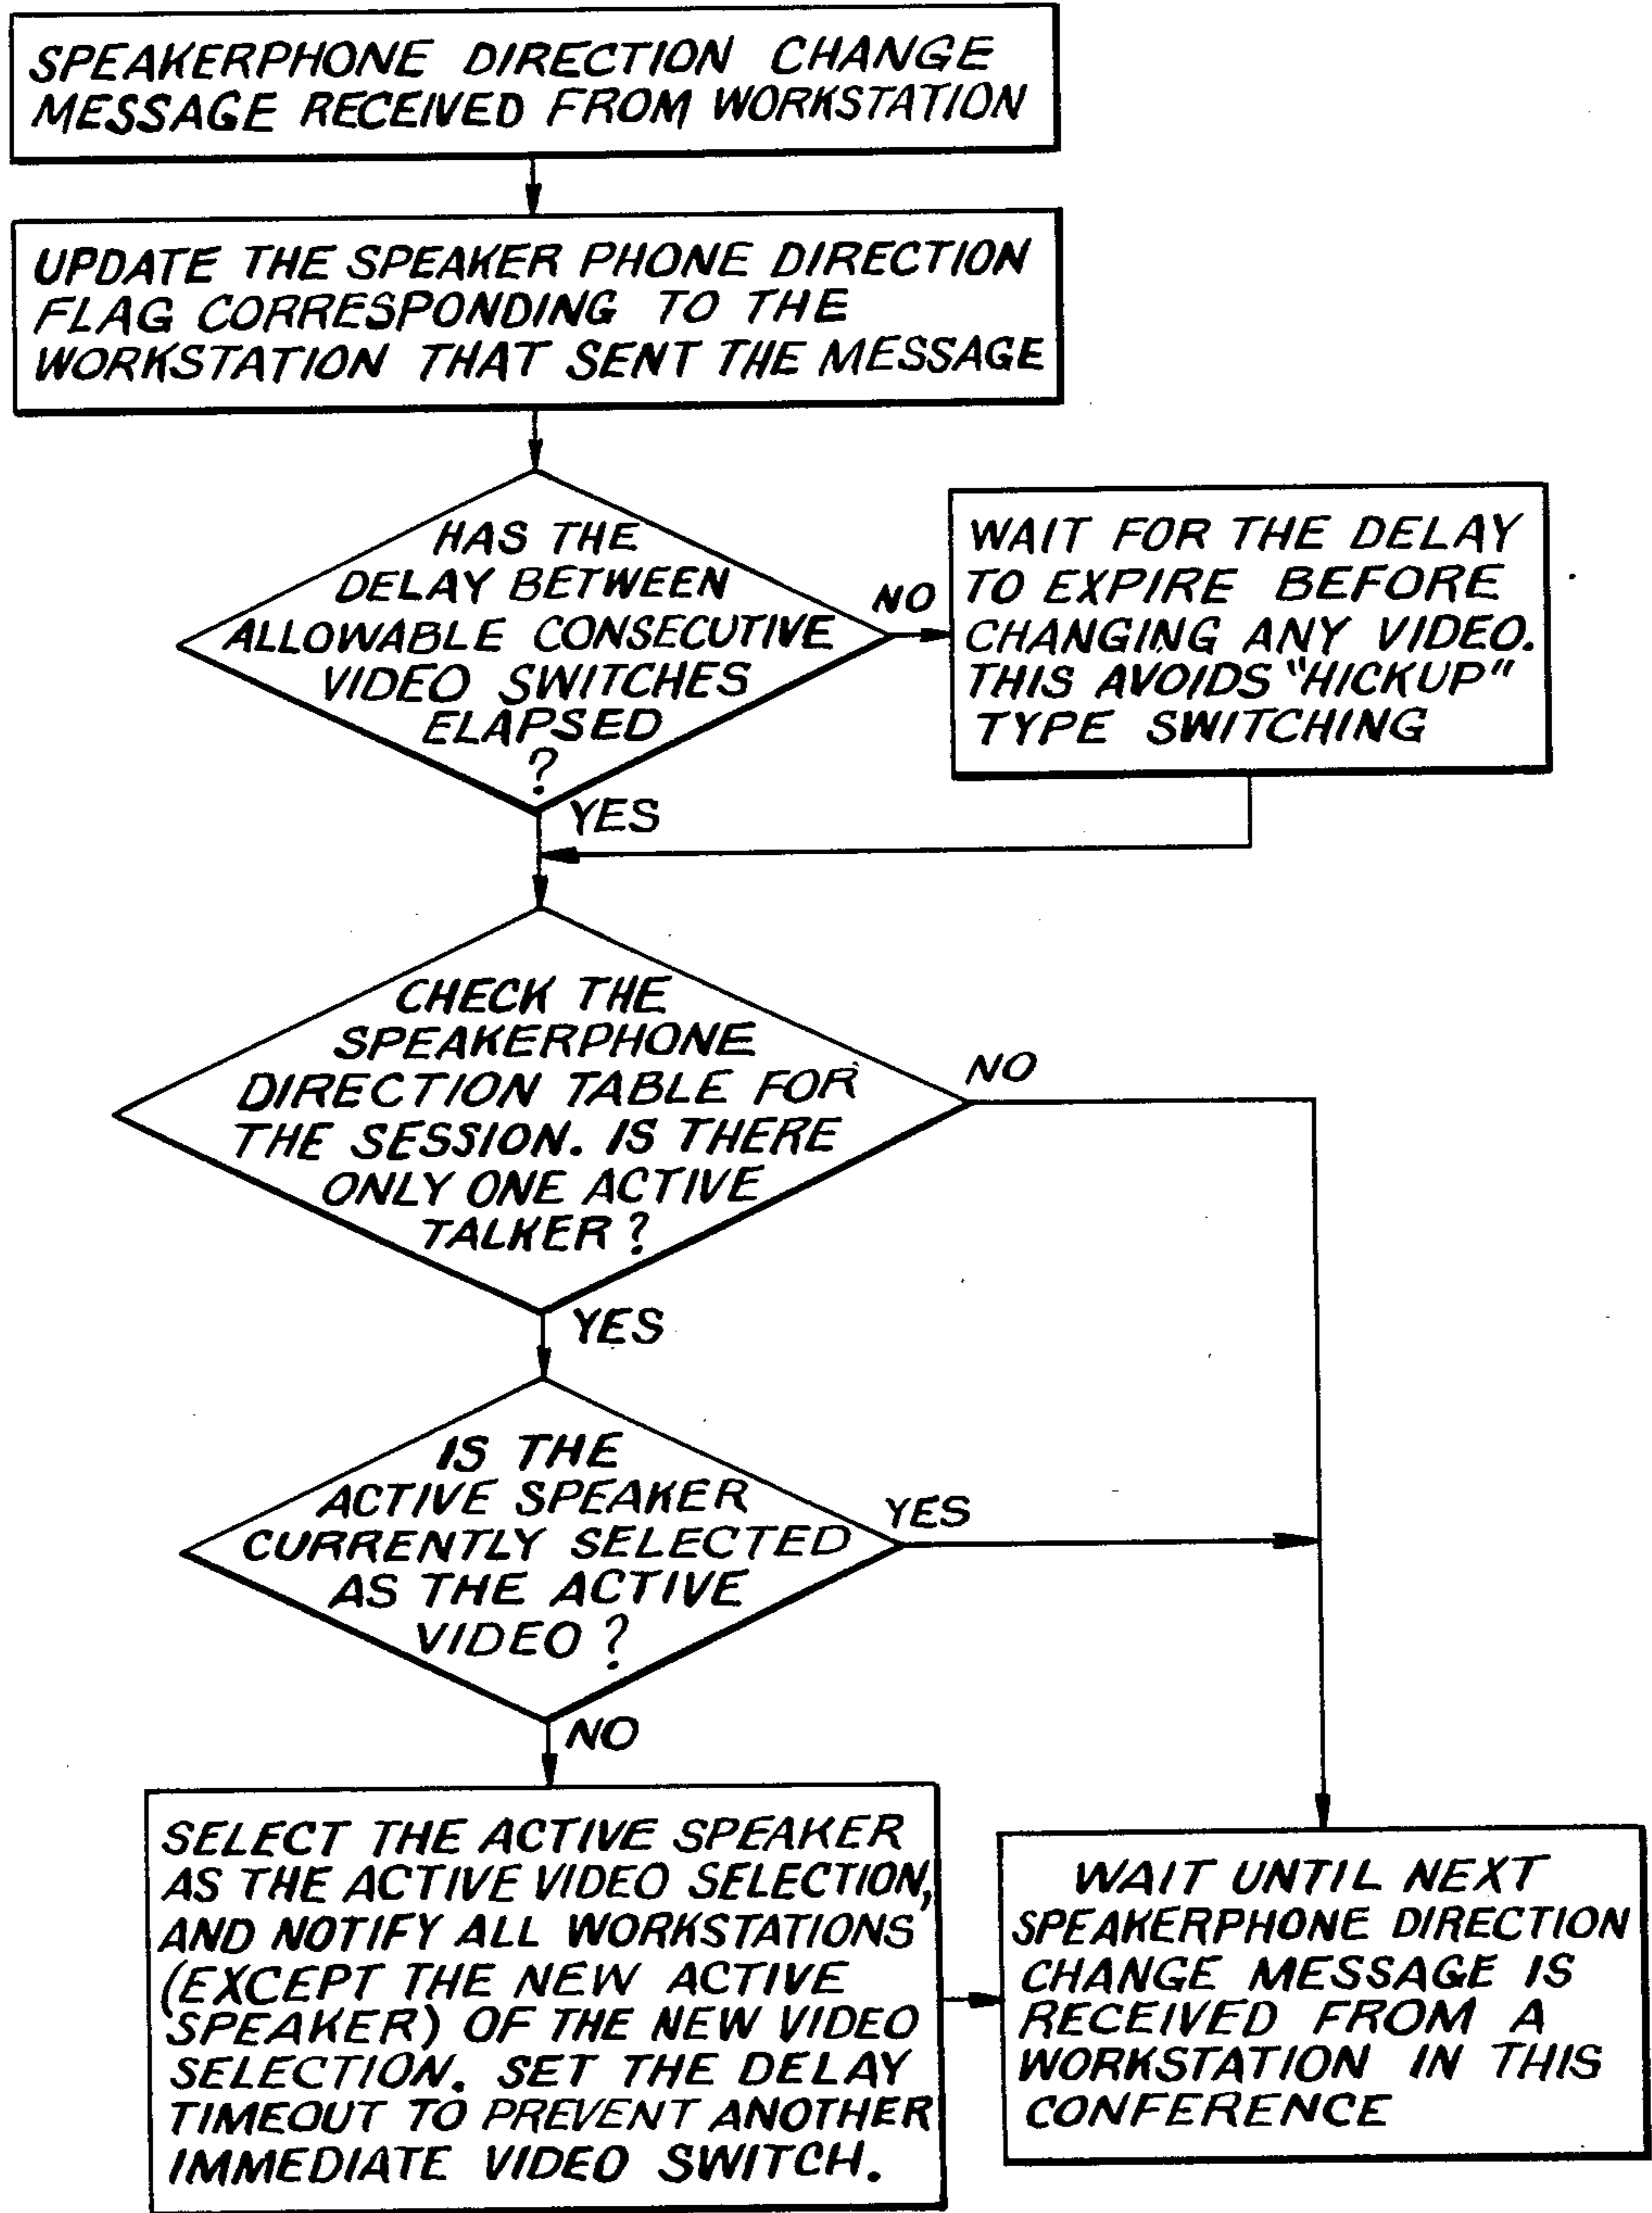 SPEAKERPHONE DIRECTION CHANGE
MESSAGE RECEIVED FROM WORKSTATION
UPDATE THE SPEAKER PHONE DIRECTION
FLAG CORRESPONDING TO THE
WORKSTATION THAT SENT THE MESSAGE
HAS THE
DELAY BETWEEN
ALLOWABLE CONSECUTIVE
VIDEO SWITCHES
ELAPSED
?
NO
WAIT FOR THE DELAY
TO EXPIRE BEFORE
CHANGING ANY VIDEO.
THIS AVOIDS "HICKUP"
TYPE SWITCHING
YES
CHECK THE
SPEAKERPHONE
DIRECTION TABLE FOR
THE SESSION. IS THERE
ONLY ONE ACTIVE
TALKER?
NO
YES
IS THE
ACTIVE SPEAKER
CURRENTLY SELECTED
AS THE ACTIVE
VIDEO?
YES
NO
SELECT THE ACTIVE SPEAKER
AS THE ACTIVE VIDEO SELECTION,
AND NOTIFY ALL WORKSTATIONS
(EXCEPT THE NEW ACTIVE
SPEAKER) OF THE NEW VIDEO
SELECTION. SET THE DELAY
TIMEOUT TO PREVENT ANOTHER
IMMEDIATE VIDEO SWITCH.
WAIT UNTIL NEXT
SPEAKERPHONE DIRECTION
CHANGE MESSAGE IS
RECEIVED FROM A
WORKSTATION IN THIS
CONFERENCE